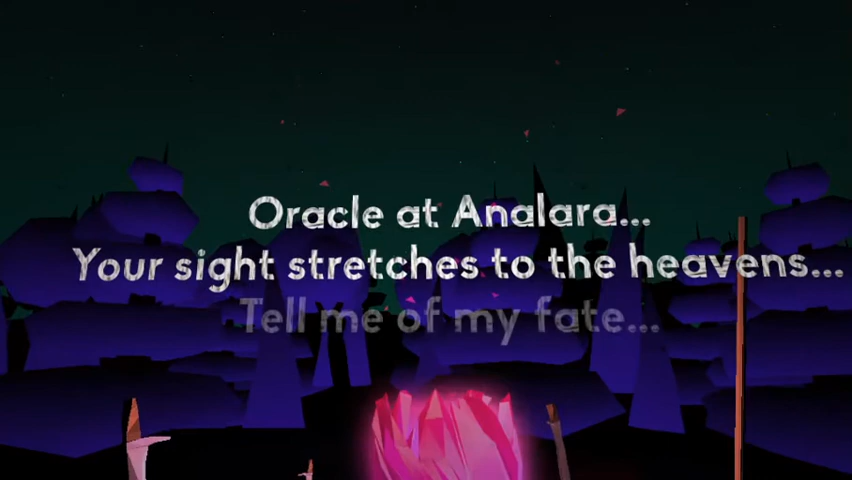 Oracle at Analara...
Your sight stretches to the heavens...
Tell me of my fate...